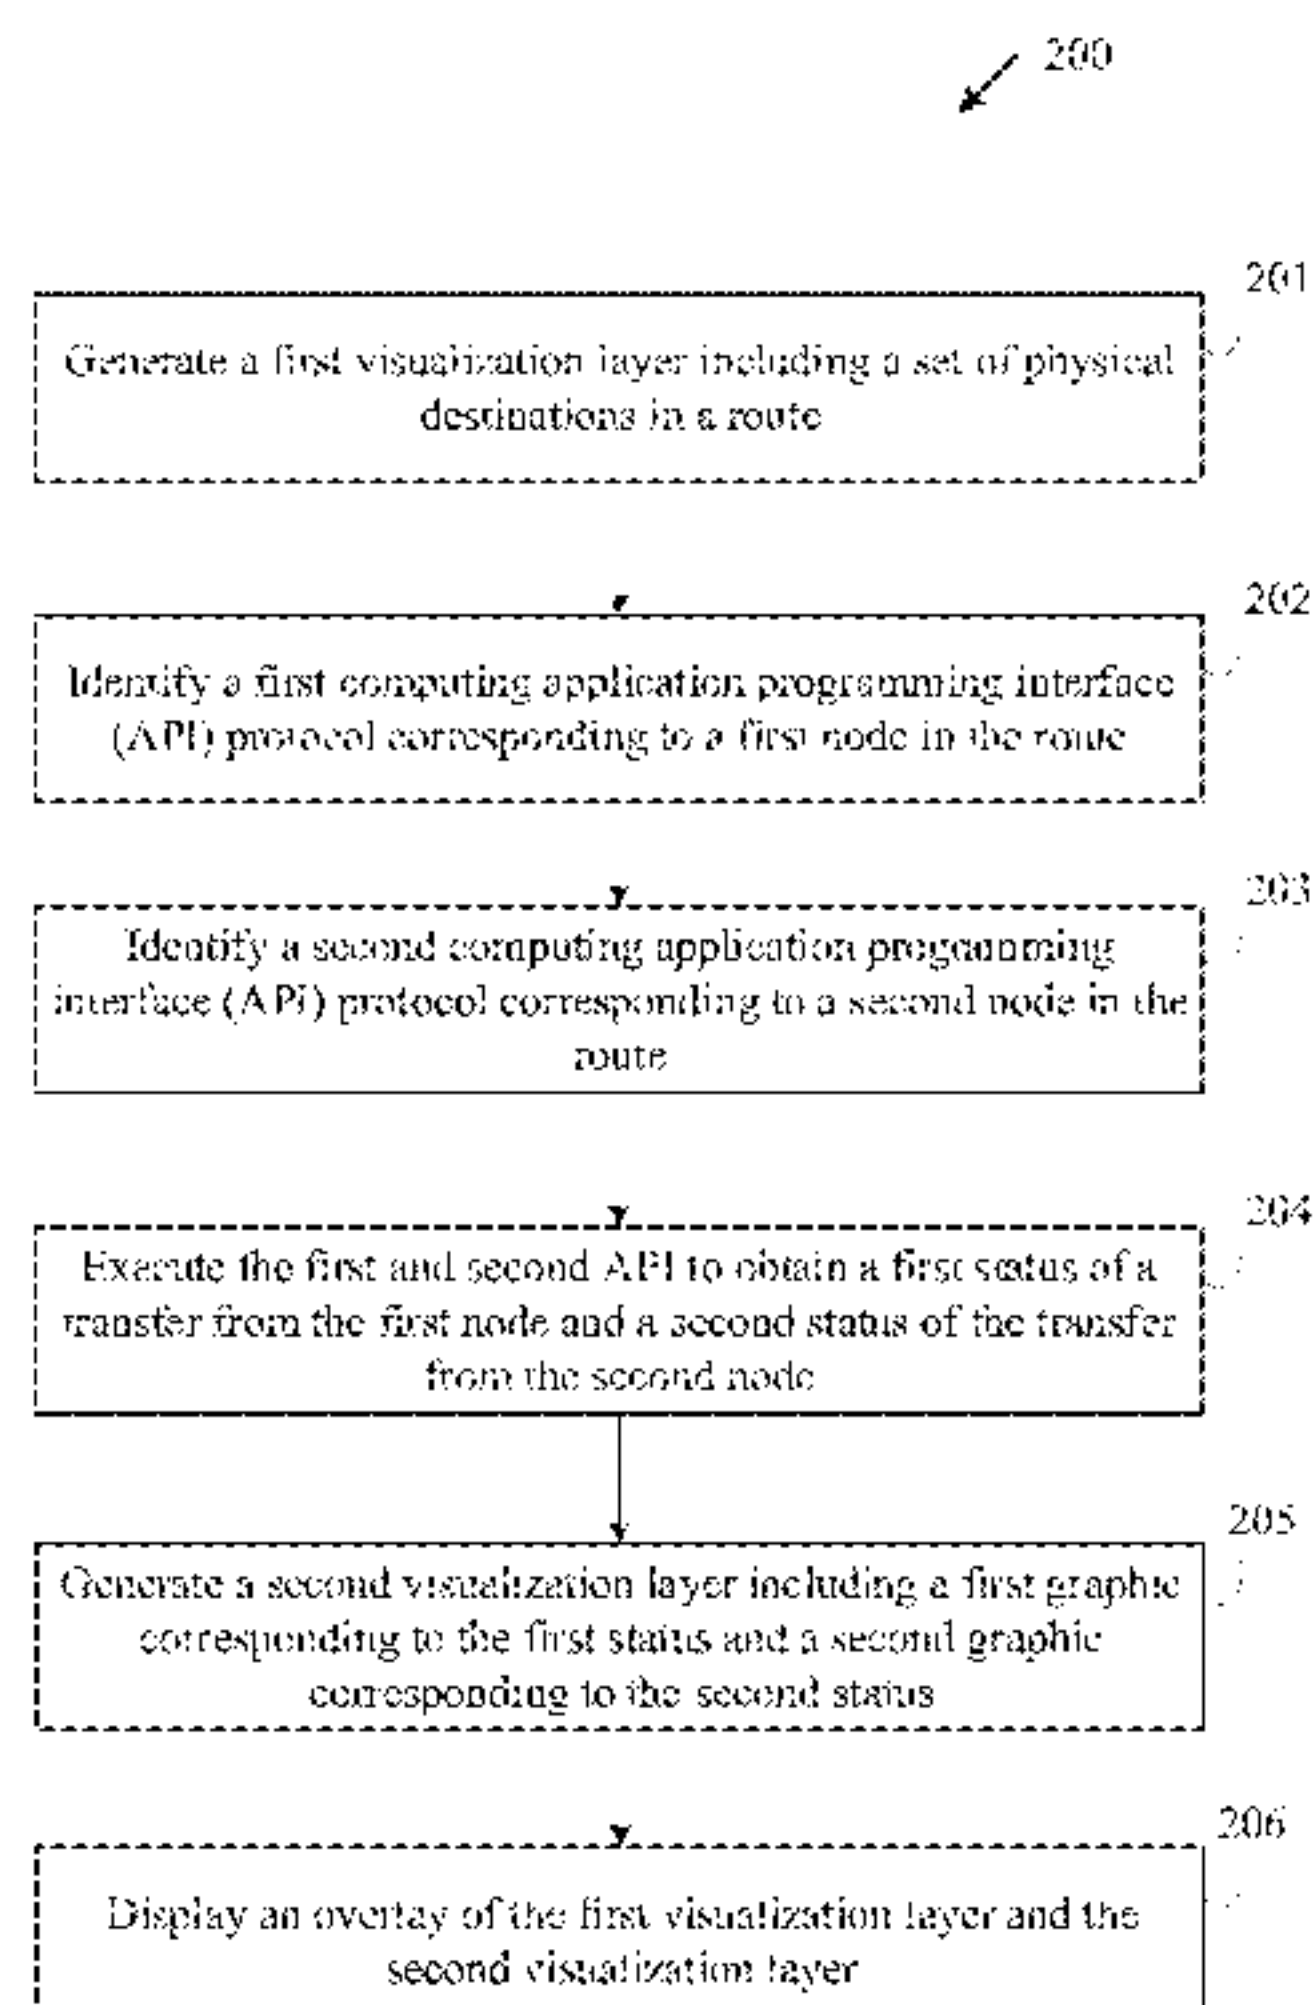 200
201
Generate a first visualization layer including a set of physical
destinations in a route
202
Identify a first computing application programming interface
(API) protocol corresponding to a first node in the route
203
Identify a second computing application programming
interface (API) protocol corresponding to a second node in the
route
204
Execute the first and second API to obtain a first status of a
transfer from the first node and a second status of the transfer
from the second node
205
Generate a second visualization layer including a first graphic
corresponding to the first status and a second graphic
corresponding to the second status
206
Display an overlay of the first visualization layer and the
second visualization layer